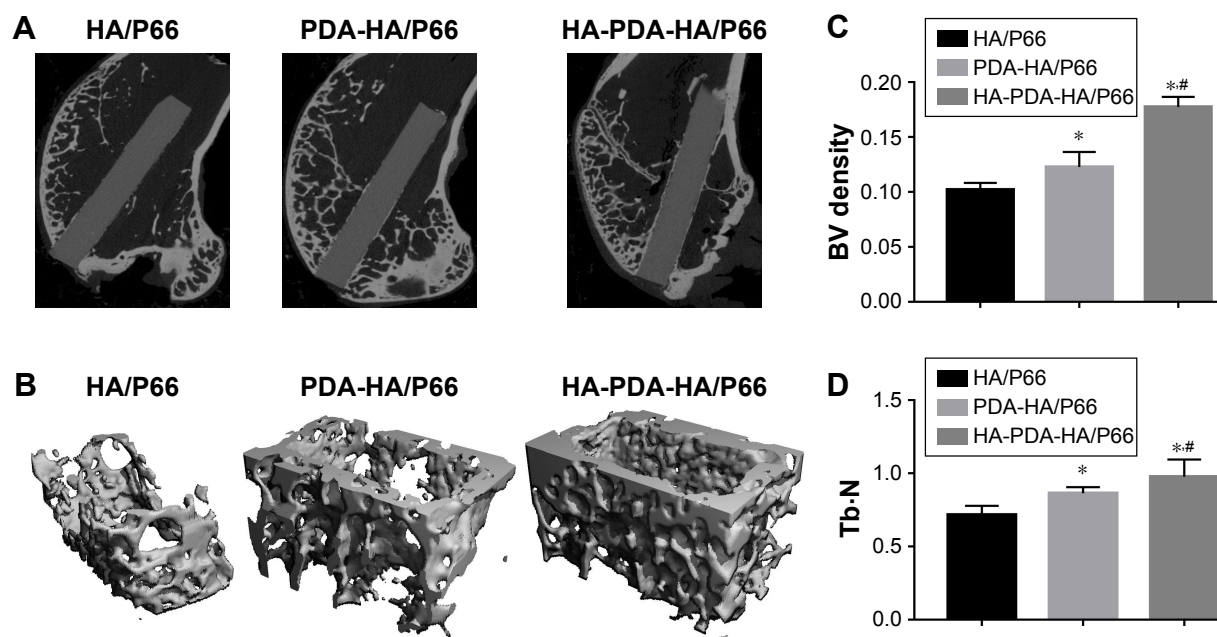 A
HA/P66
PDA-HA/P66
HA-PDA-HA/P66
B
HA/P66
PDA-HA/P66
HA-PDA-HA/P66
C
HA/P66
PDA-HA/P66
HA-PDA-HA/P66
BV density
0.20
0.15
0.10
0.05
0.00
*
*,#
D
HA/P66
PDA-HA/P66
HA-PDA-HA/P66
Tb·N
1.5
1.0
0.5
0.0
*
*,#